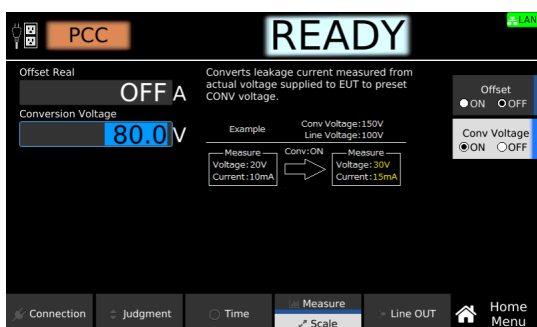 PCC
READY
LAN
Offset Real
OFF A
Conversion Voltage
80.0 V
Converts leakage current measured from
actual voltage supplied to EUT to preset
CONV voltage.
Example
Conv Voltage:150V
Line Voltage:100V
Measure
Voltage:20V
Current:10mA
Conv:ON
Measure
Voltage:30V
Current:15mA
Offset
ON OFF
Conv Voltage
ON OFF
Connection
Judgment
Time
Measure
Scale
Line OUT
Home
Menu